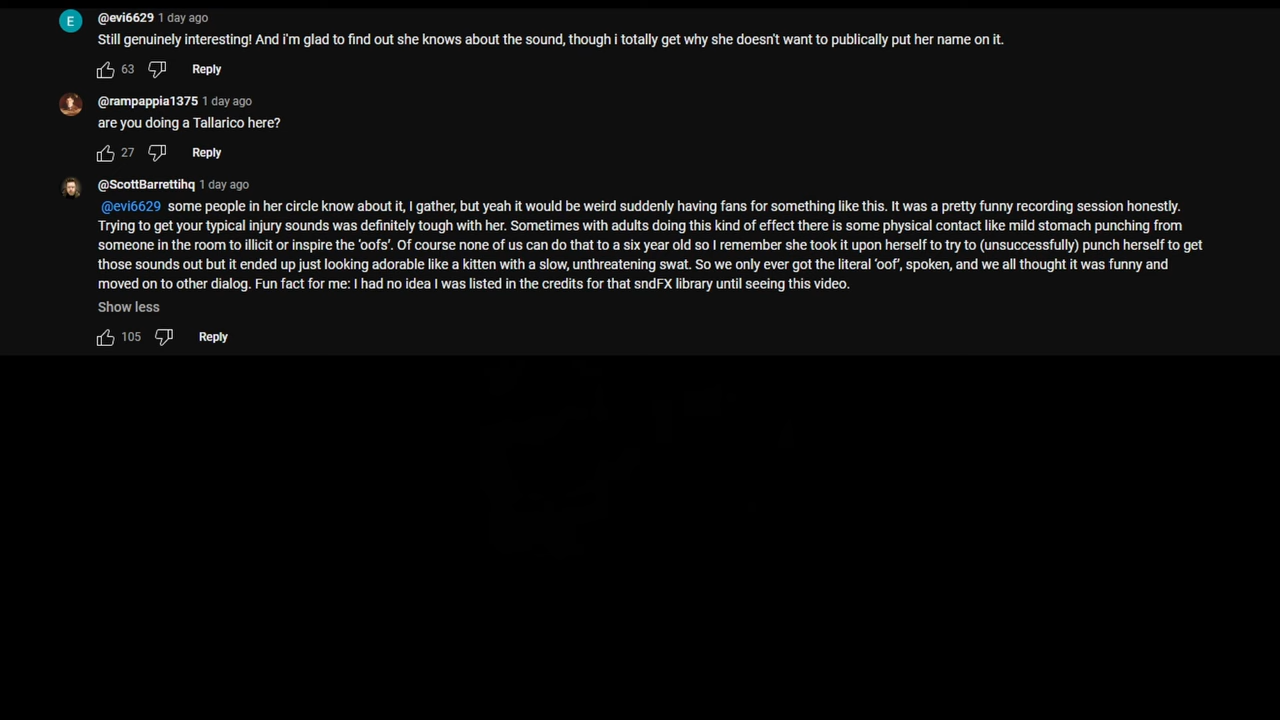 E
@evi6629 1 day ago
Still genuinely interesting! And i'm glad to find out she knows about the sound, though i totally get why she doesn't want to publically put her name on it.
63 Reply
@rampappia1375 1 day ago
are you doing a Tallarico here?
27 Reply
@ScottBarrettihq 1 day ago
@evi6629 some people in her circle know about it, I gather, but yeah it would be weird suddenly having fans for something like this. It was a pretty funny recording session honestly.
Trying to get your typical injury sounds was definitely tough with her. Sometimes with adults doing this kind of effect there is some physical contact like mild stomach punching from
someone in the room to illicit or inspire the ‘oofs’. Of course none of us can do that to a six year old so I remember she took it upon herself to try to (unsuccessfully) punch herself to get
those sounds out but it ended up just looking adorable like a kitten with a slow, unthreatening swat. So we only ever got the literal ‘oof’, spoken, and we all thought it was funny and
moved on to other dialog. Fun fact for me: I had no idea I was listed in the credits for that sndFX library until seeing this video.
Show less
105 Reply